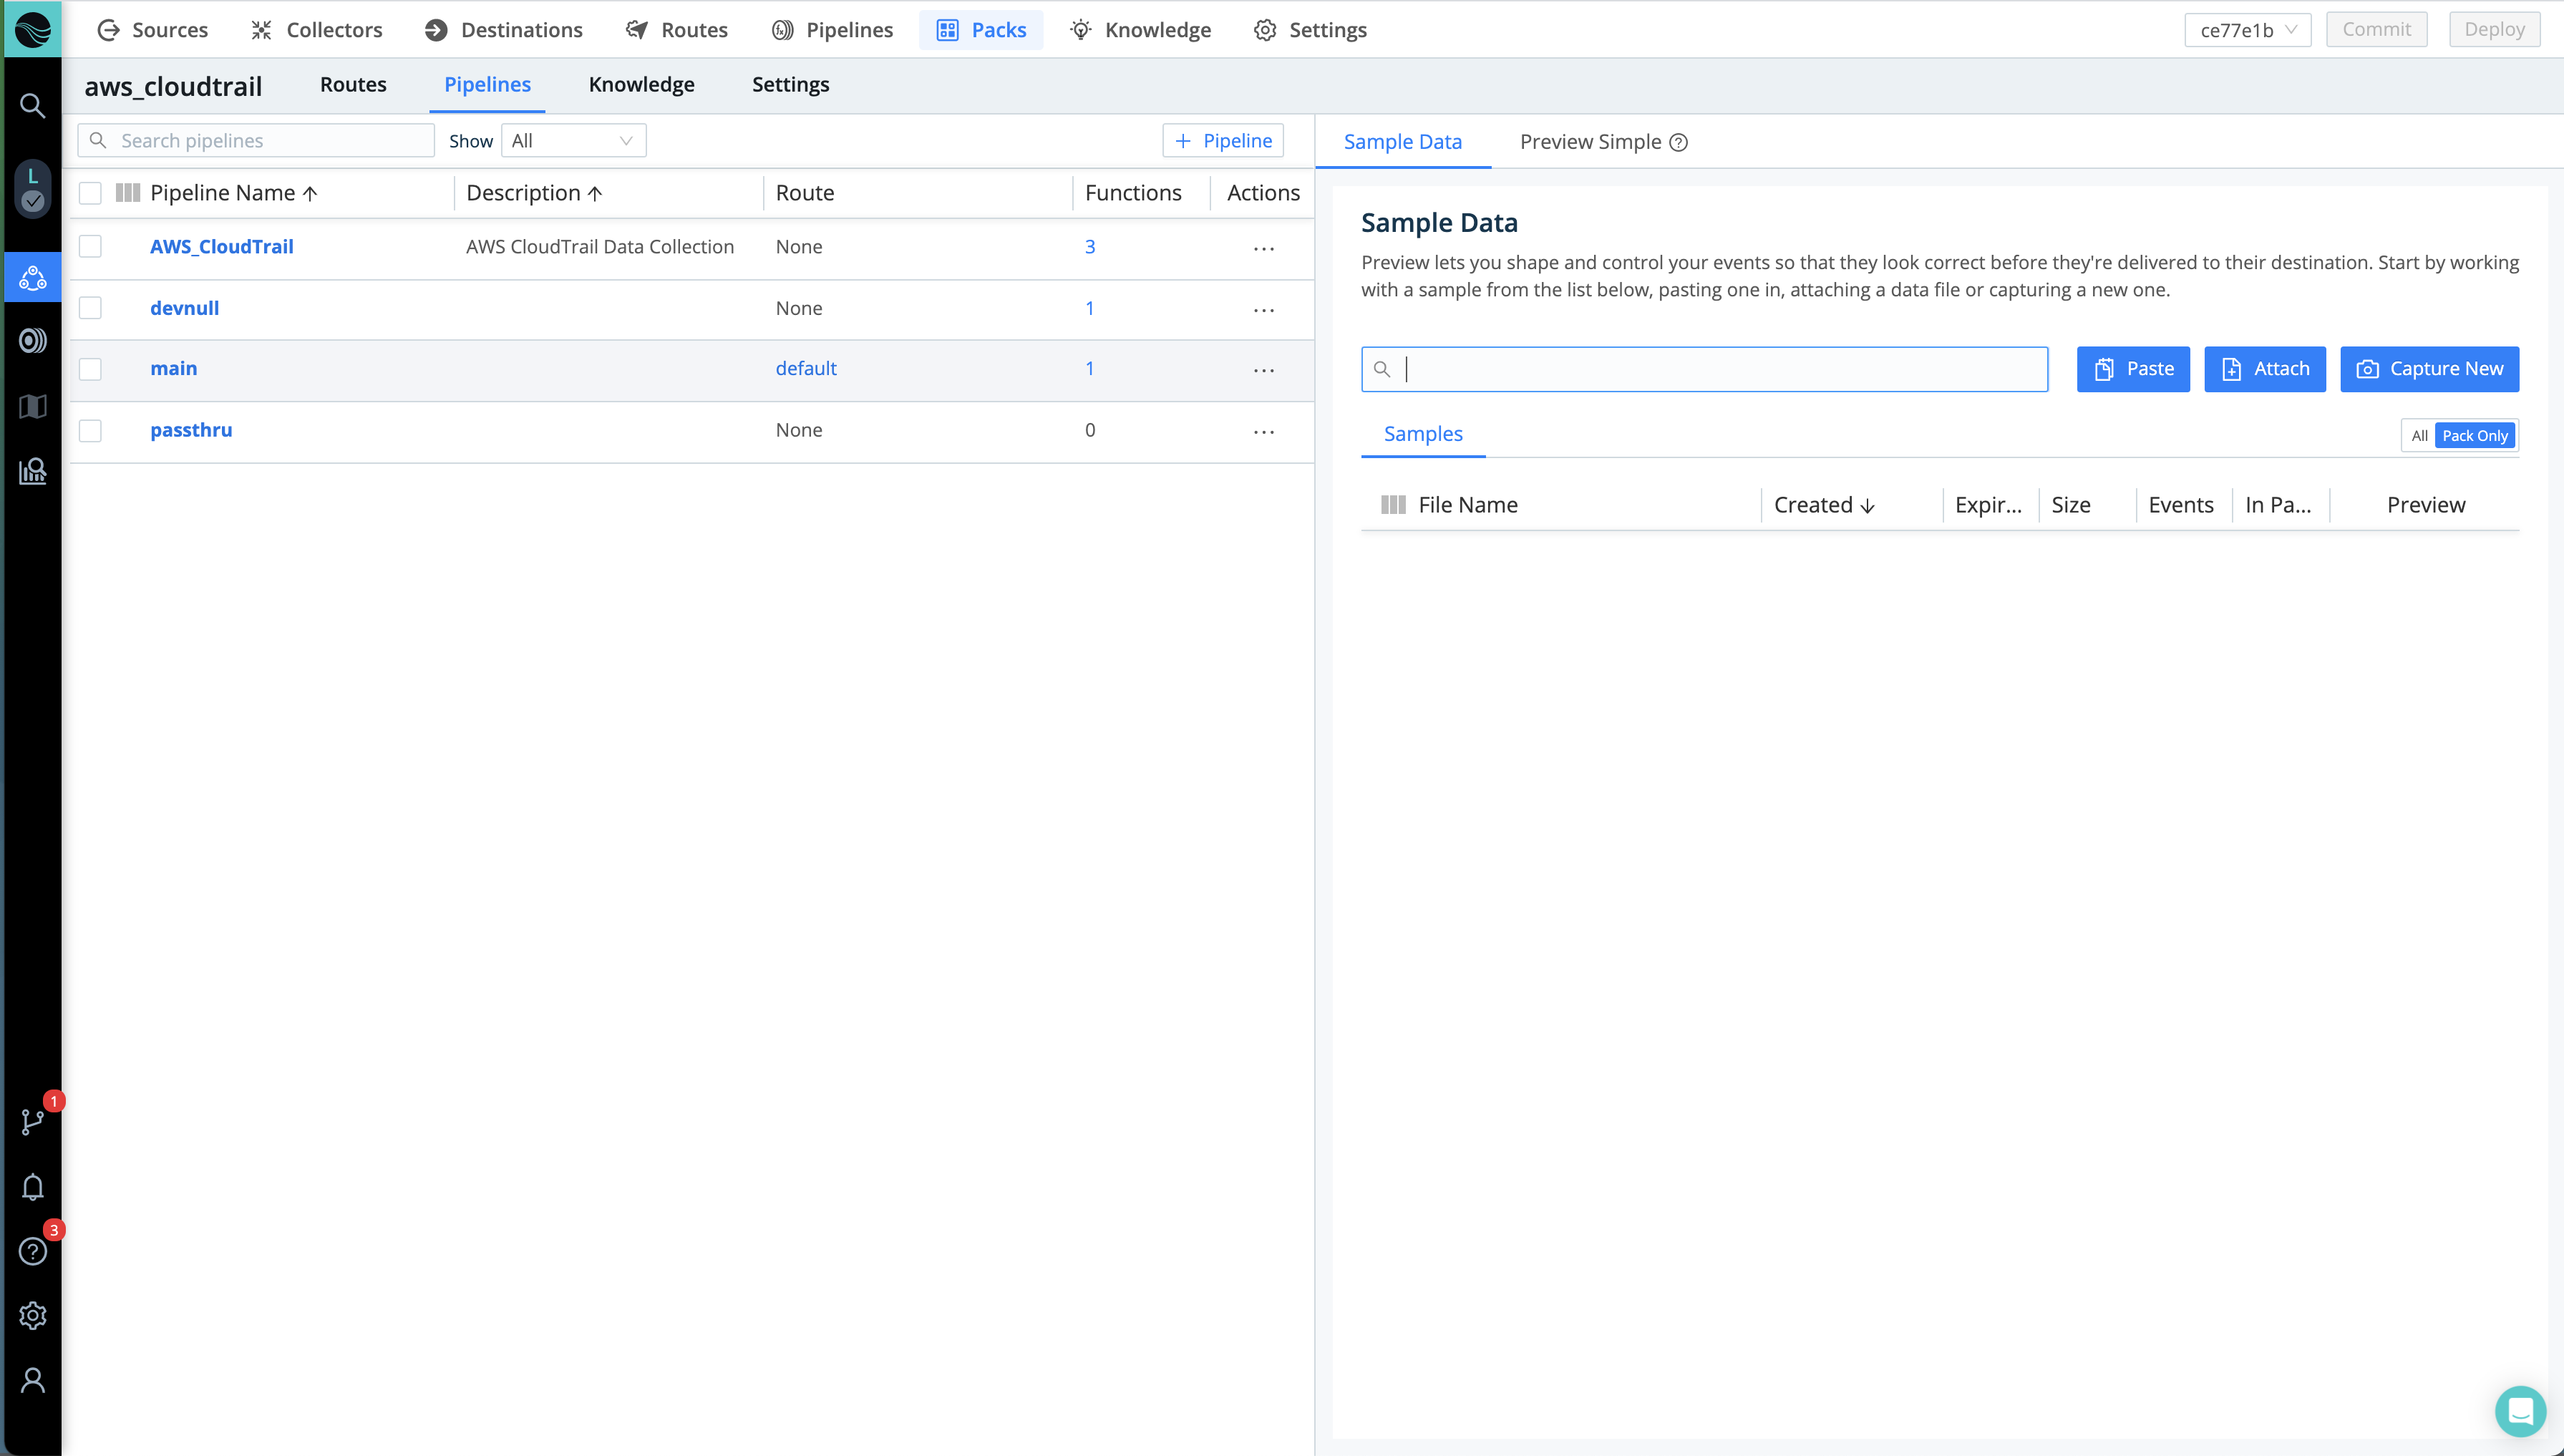 Sources Collectors Destinations Routes Pipelines Packs Knowledge Settings ce77e1b Commit Deploy
aws_cloudtrail Routes Pipelines Knowledge Settings
Search pipelines Show All + Pipeline
Pipeline Name Description Route Functions Actions
AWS_CloudTrail AWS CloudTrail Data Collection None 3 ...
devnull None 1 ...
main default 1 ...
passthru None 0 ...
Sample Data Preview Simple ?
Sample Data
Preview lets you shape and control your events so that they look correct before they're delivered to their destination. Start by working
with a sample from the list below, pasting one in, attaching a data file or capturing a new one.
Paste Attach Capture New
Samples All Pack Only
File Name Created Expir... Size Events In Pa... Preview
L
1
3
?